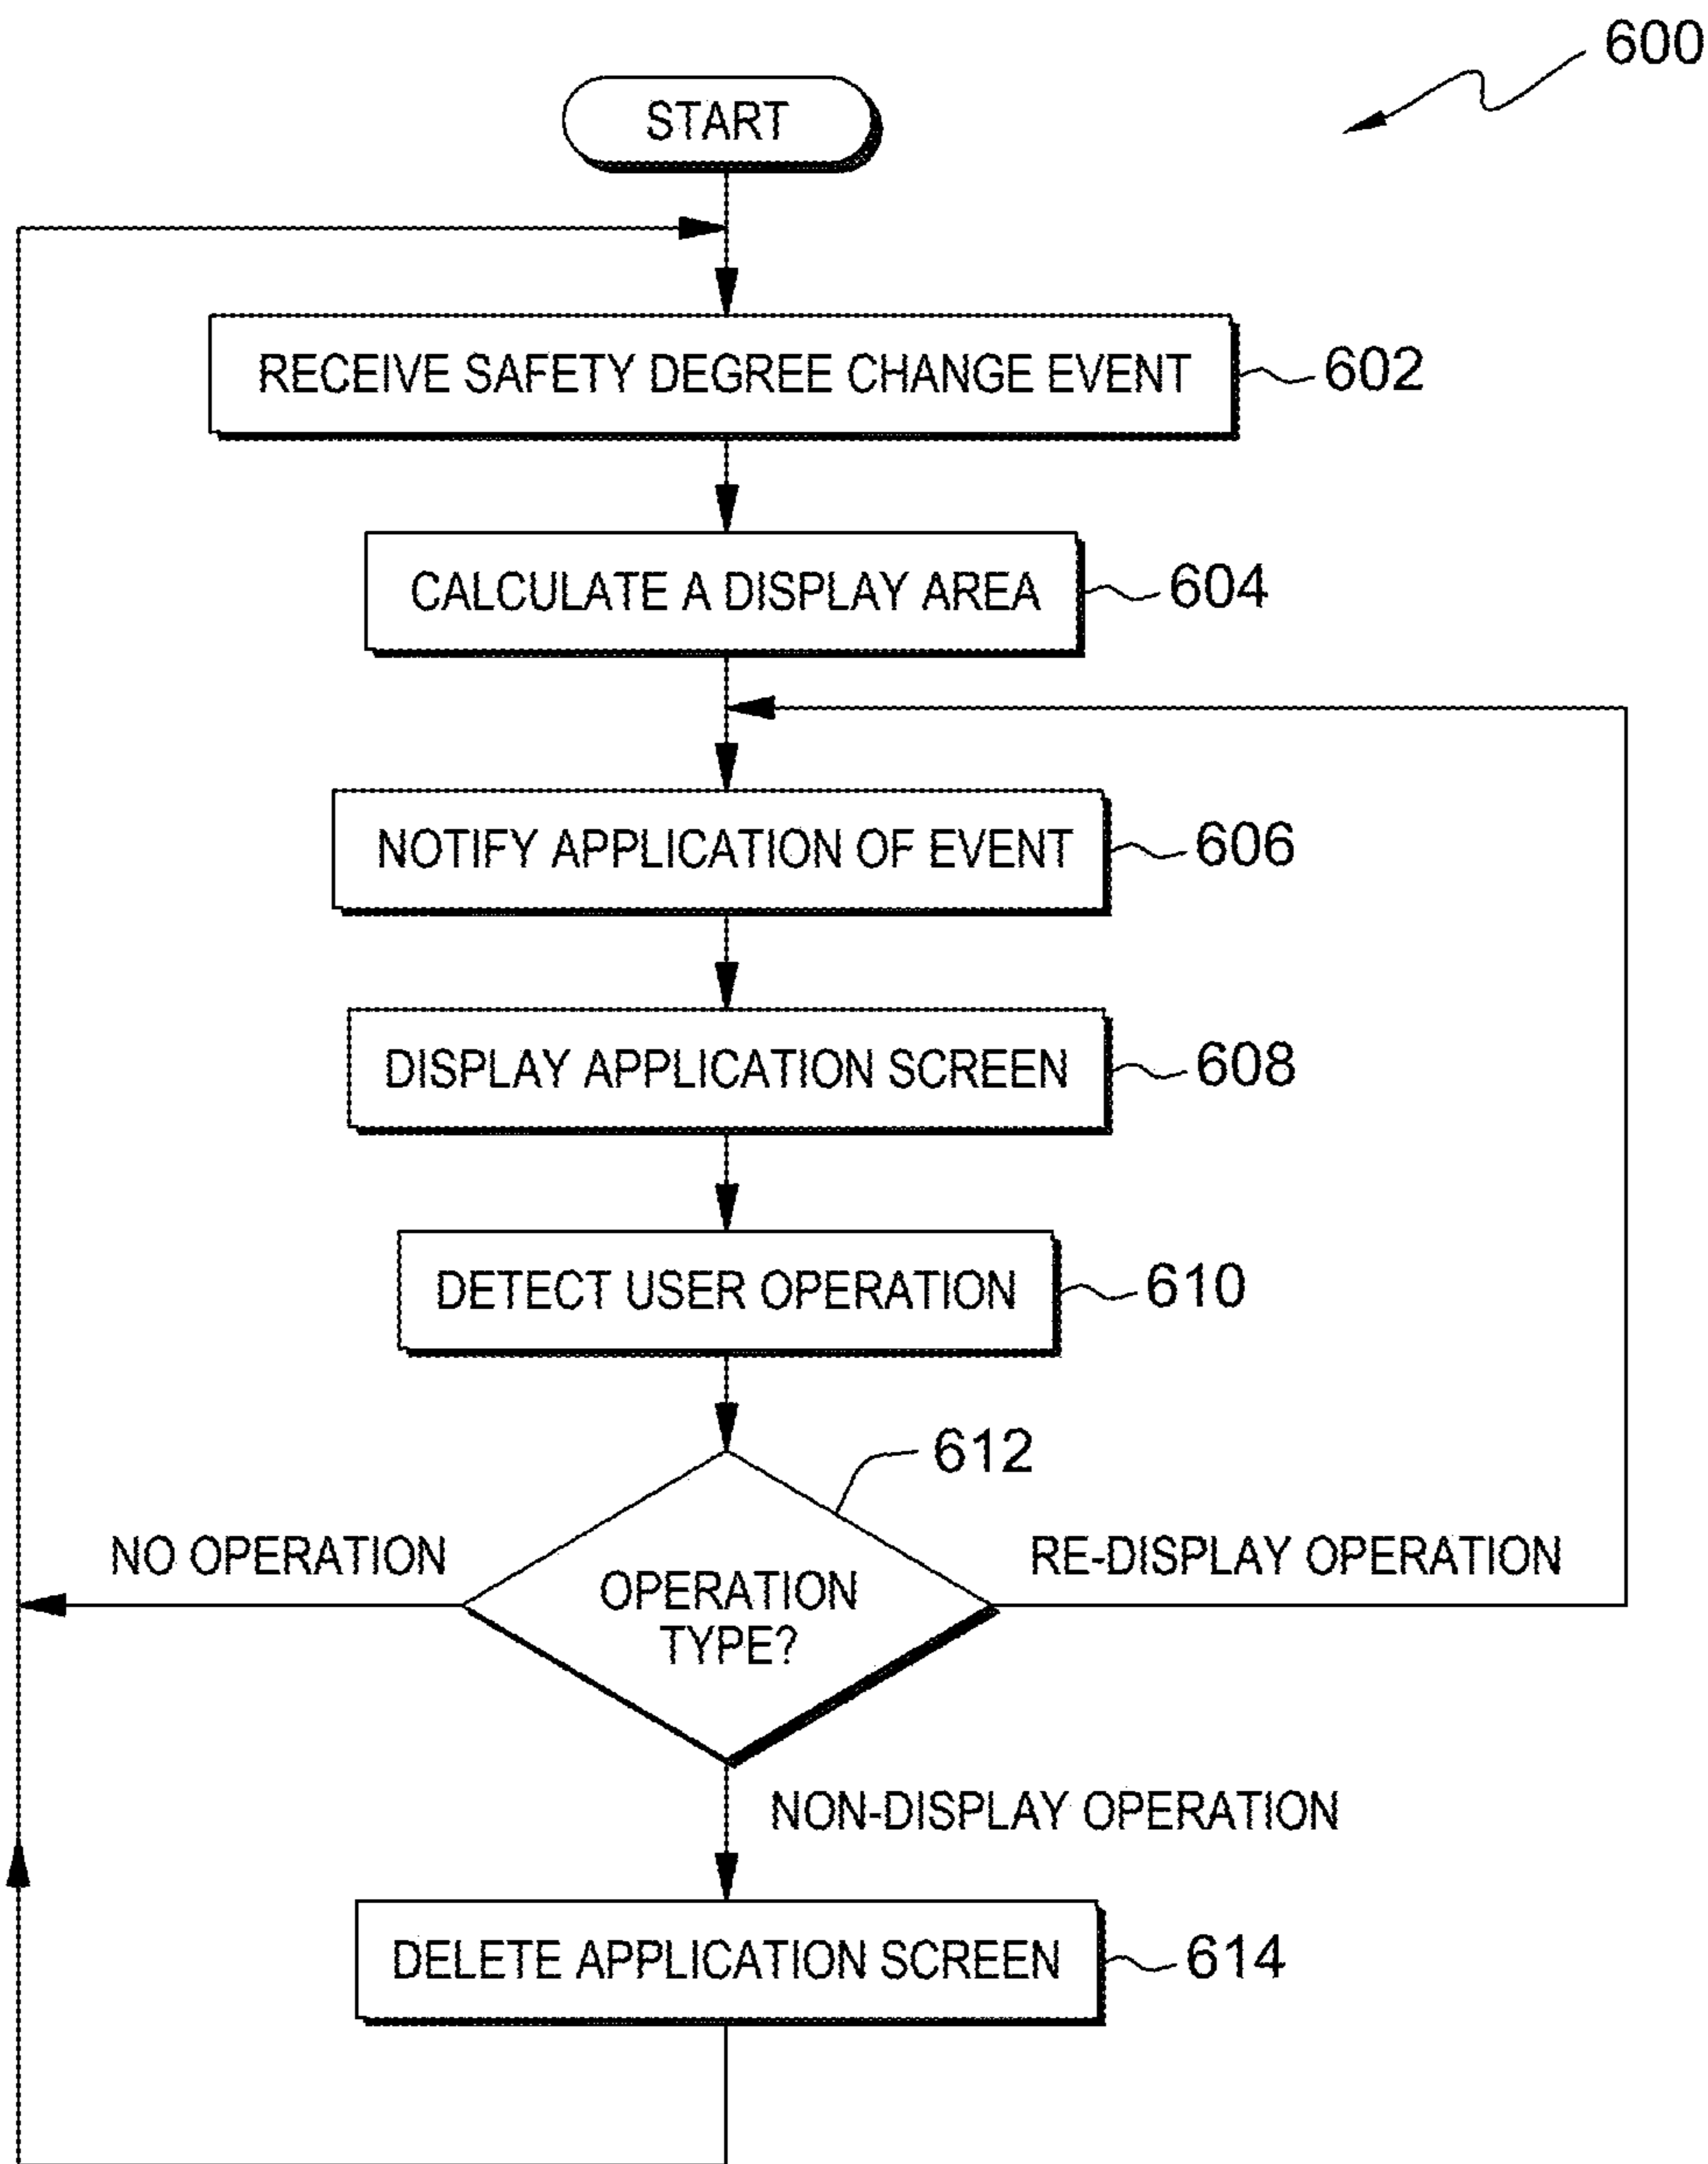 600
START
RECEIVE SAFETY DEGREE CHANGE EVENT
602
CALCULATE A DISPLAY AREA
604
NOTIFY APPLICATION OF EVENT
606
DISPLAY APPLICATION SCREEN
608
DETECT USER OPERATION
610
612
NO OPERATION
OPERATION
TYPE?
RE-DISPLAY OPERATION
NON-DISPLAY OPERATION
DELETE APPLICATION SCREEN
614